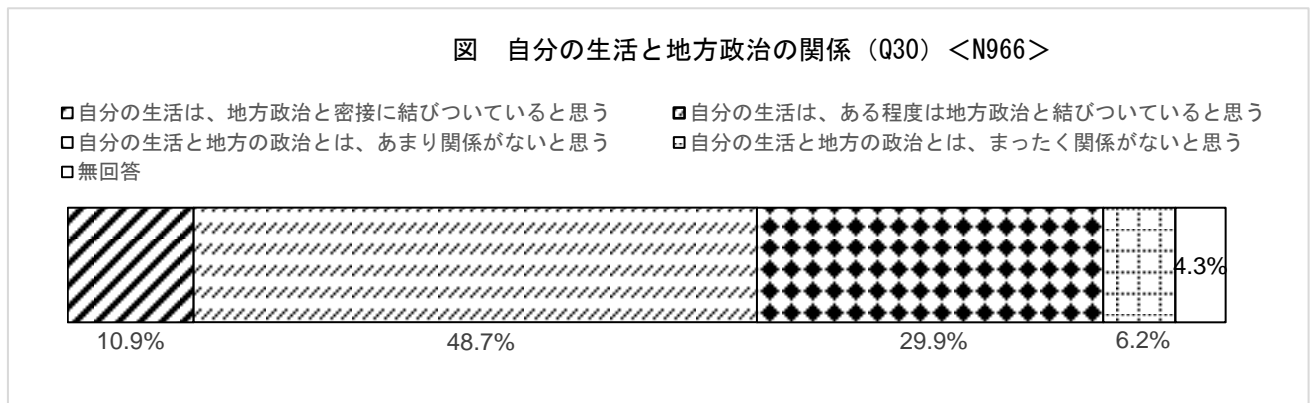 図　自分の生活と地方政治の関係（Q30）＜N966＞
自分の生活は、地方政治と密接に結びついていると思う
自分の生活は、ある程度は地方政治と結びついていると思う
自分の生活と地方の政治とは、あまり関係がないと思う
自分の生活と地方の政治とは、まったく関係がないと思う
無回答
4.3%
10.9%
48.7%
29.9%
6.2%